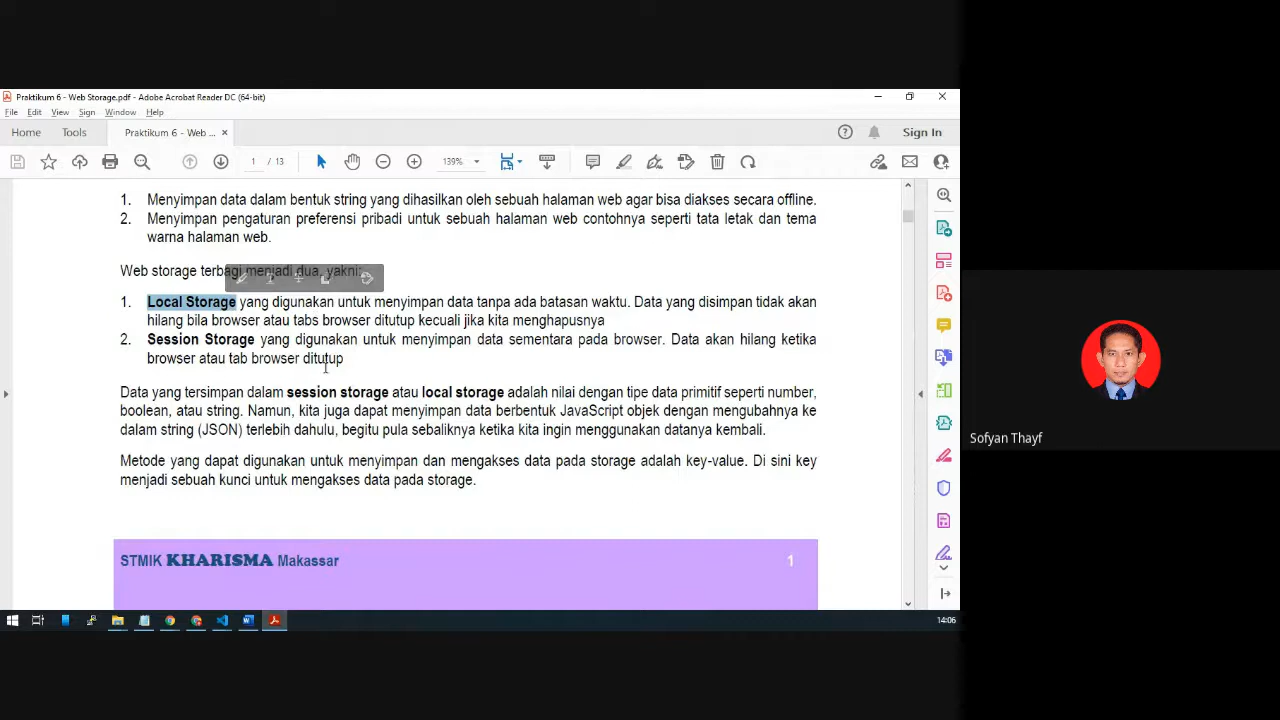 Praktikum 6 - Web Storage.pdf - Adobe Acrobat Reader DC (64-bit)
File Edit View Sign Window Help
Home Tools Praktikum 6 - Web ... × Sign In
1 / 13 139%
1. Menyimpan data dalam bentuk string yang dihasilkan oleh sebuah halaman web agar bisa diakses secara offline.
2. Menyimpan pengaturan preferensi pribadi untuk sebuah halaman web contohnya seperti tata letak dan tema
warna halaman web.
Web storage terbagi menjadi dua, yakni:
1. Local Storage yang digunakan untuk menyimpan data tanpa ada batasan waktu. Data yang disimpan tidak akan
hilang bila browser atau tabs browser ditutup kecuali jika kita menghapusnya
2. Session Storage yang digunakan untuk menyimpan data sementara pada browser. Data akan hilang ketika
browser atau tab browser ditutup
Data yang tersimpan dalam session storage atau local storage adalah nilai dengan tipe data primitif seperti number,
boolean, atau string. Namun, kita juga dapat menyimpan data berbentuk JavaScript objek dengan mengubahnya ke
dalam string (JSON) terlebih dahulu, begitu pula sebaliknya ketika kita ingin menggunakan datanya kembali.
Metode yang dapat digunakan untuk menyimpan dan mengakses data pada storage adalah key-value. Di sini key
menjadi sebuah kunci untuk mengakses data pada storage.
STMIK KHARISMA Makassar 1
14:06
Sofyan Thayf